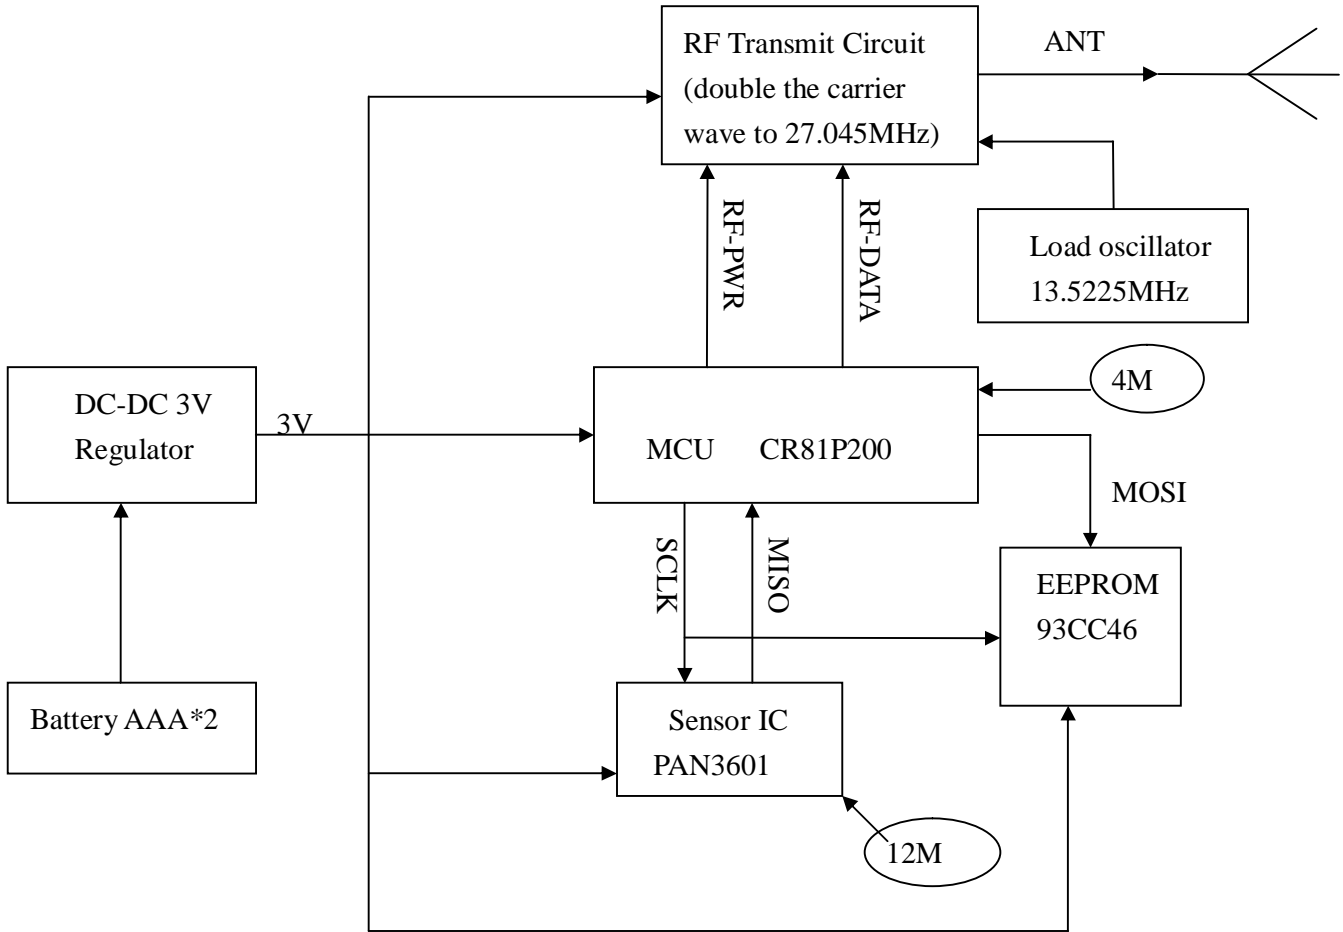 RF Transmit Circuit
(double the carrier
wave to 27.045MHz)
ANT
RF-PWR
RF-DATA
Load oscillator
13.5225MHz
DC-DC 3V
Regulator
3V
MCU CR81P200
4M
MOSI
SCLK
MISO
EEPROM
93CC46
Battery AAA*2
Sensor IC
PAN3601
12M